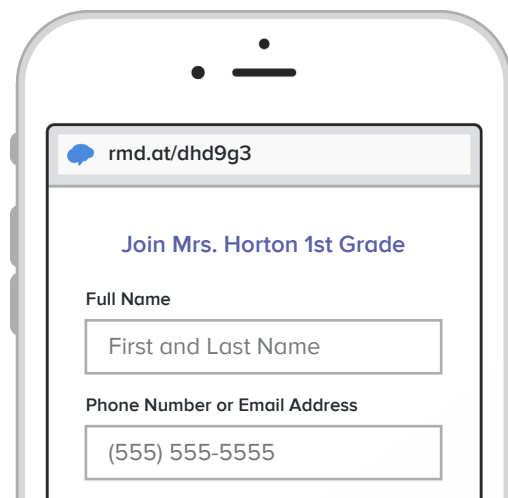 rmd.at/dhd9g3
Join Mrs. Horton 1st Grade
Full Name
First and Last Name
Phone Number or Email Address
(555) 555-5555